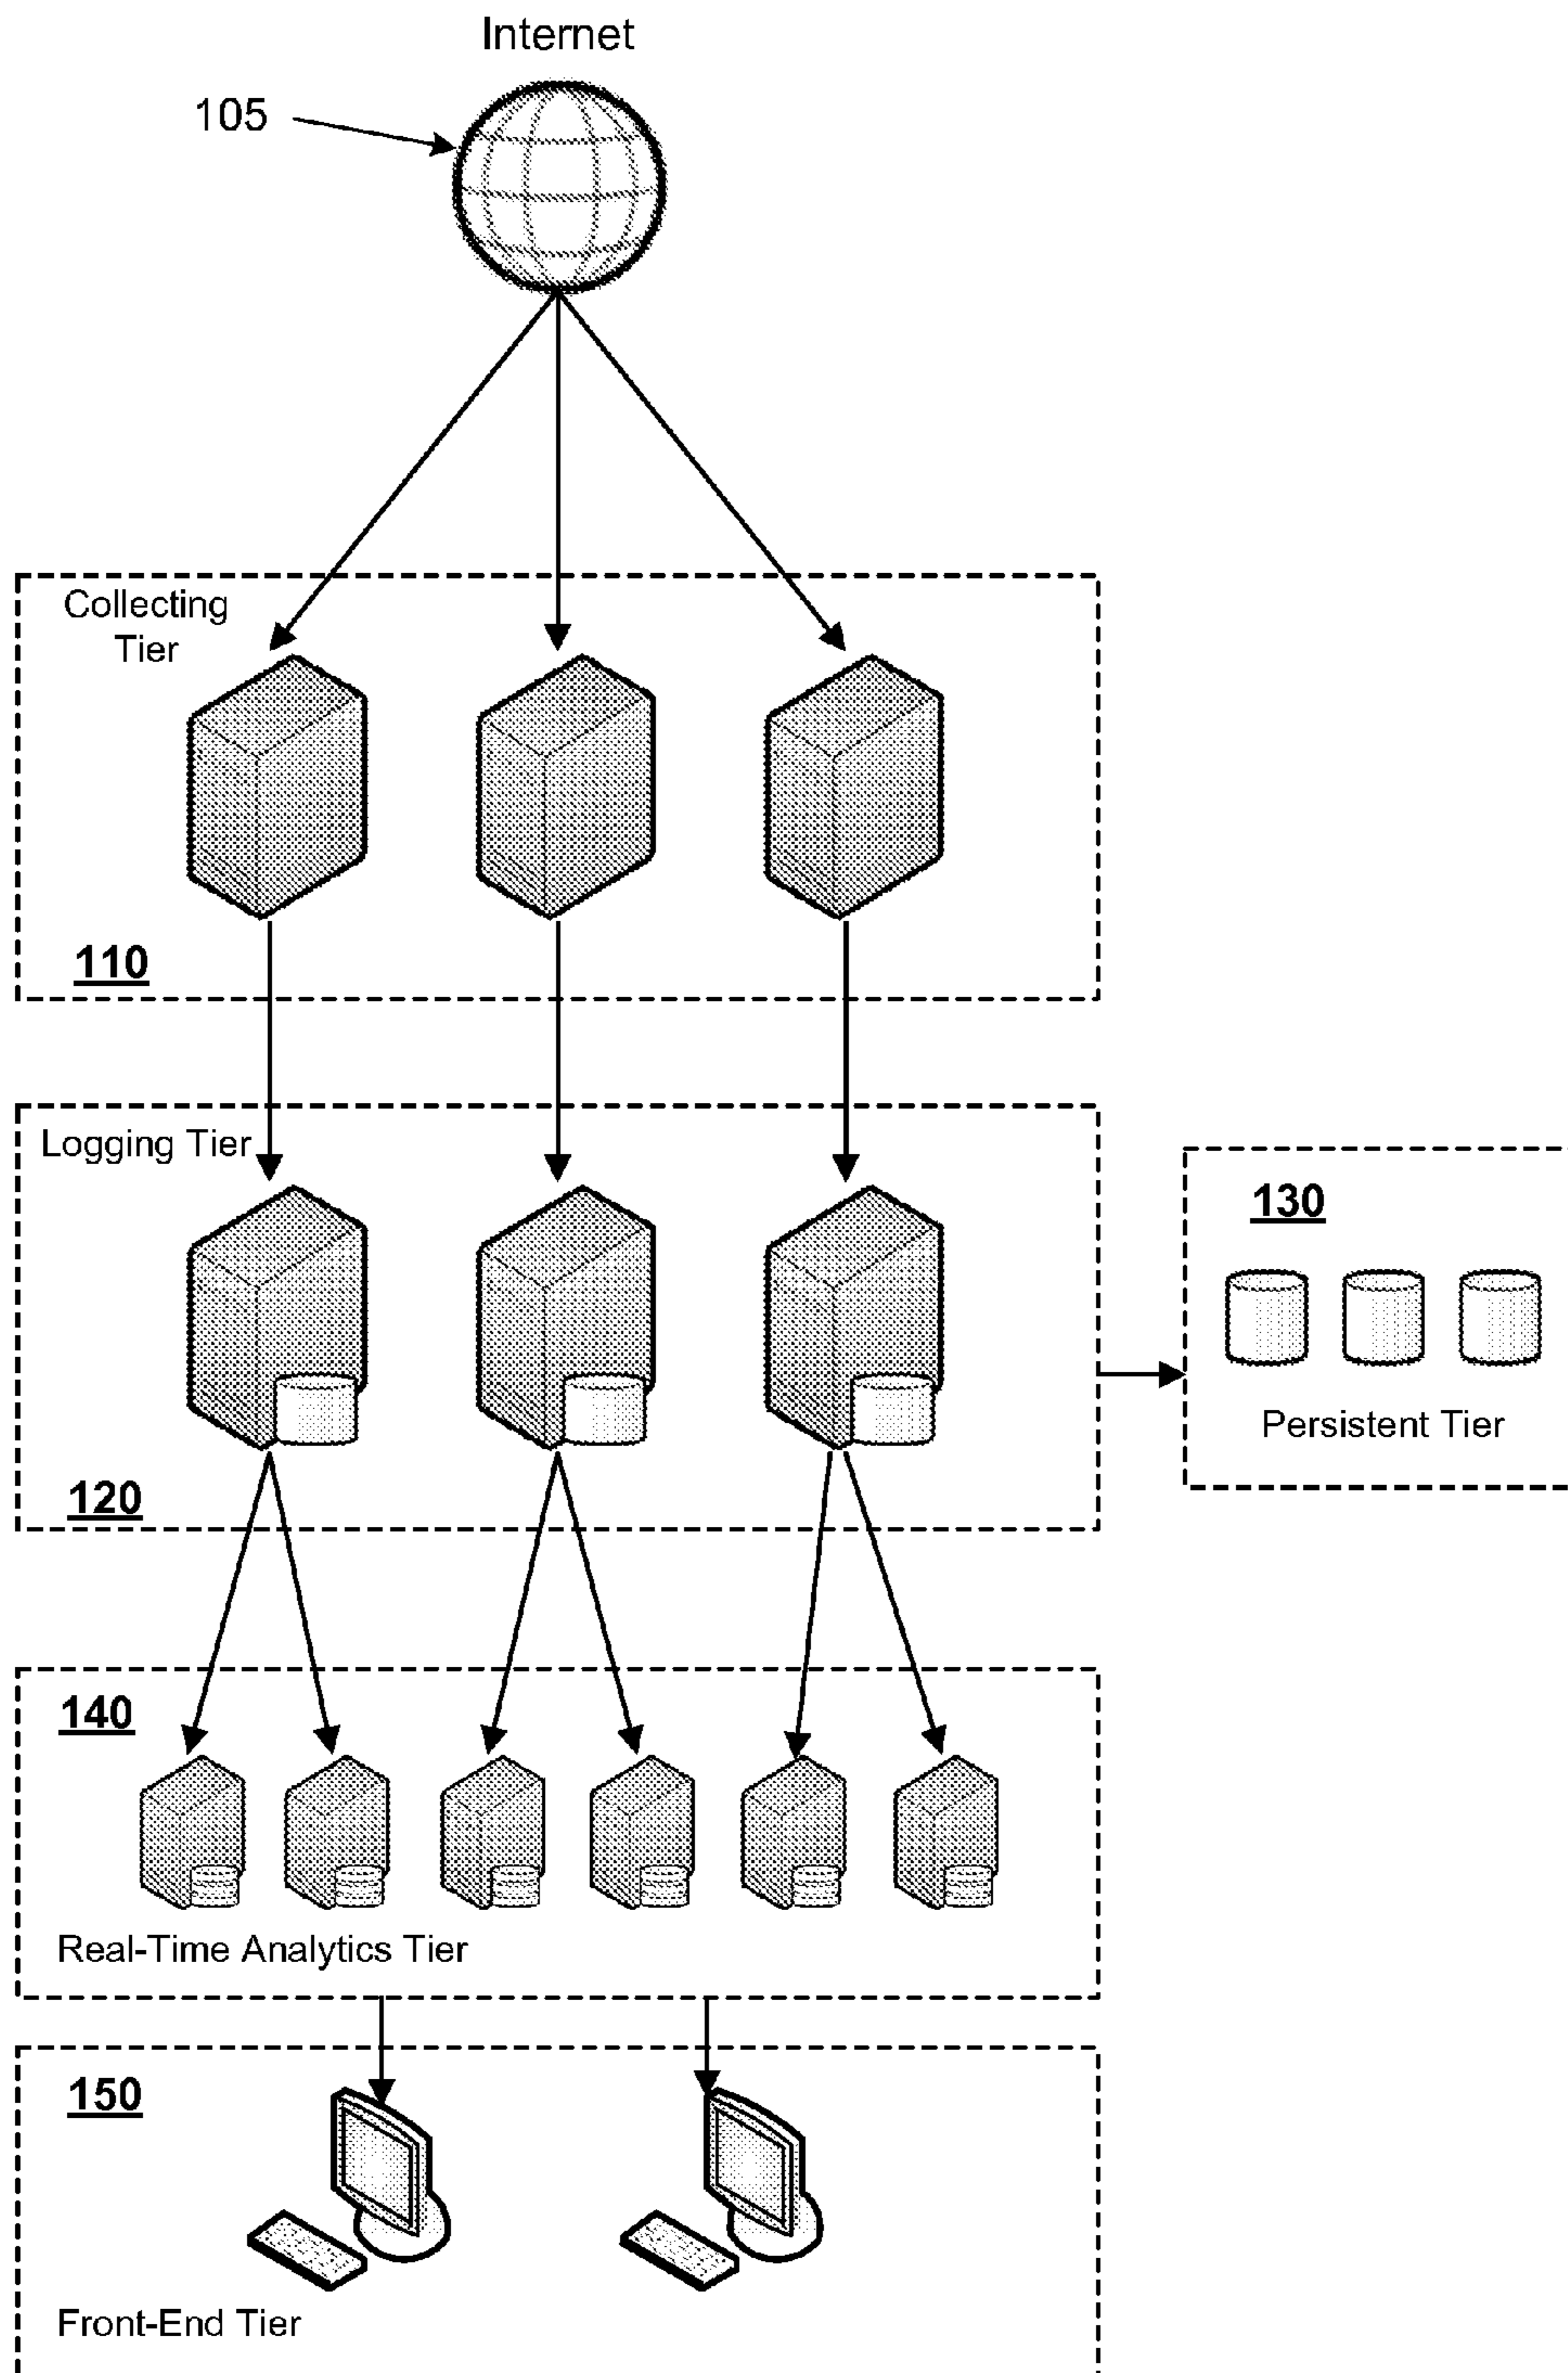 Internet
105
Collecting
Tier
110
Logging Tier
130
Persistent Tier
120
140
Real-Time Analytics Tier
150
Front-End Tier